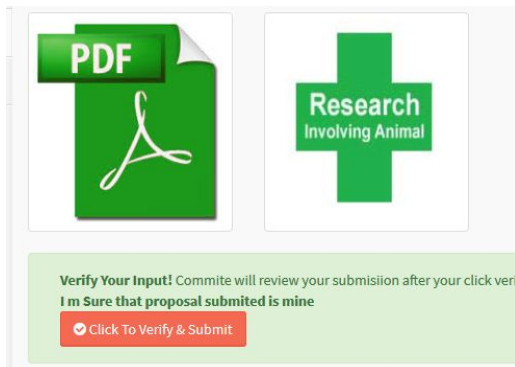 PDF
Research
Involving Animal
Verify Your Input! Commite will review your submisiion after your click veri
I m Sure that proposal submited is mine
Click To Verify & Submit